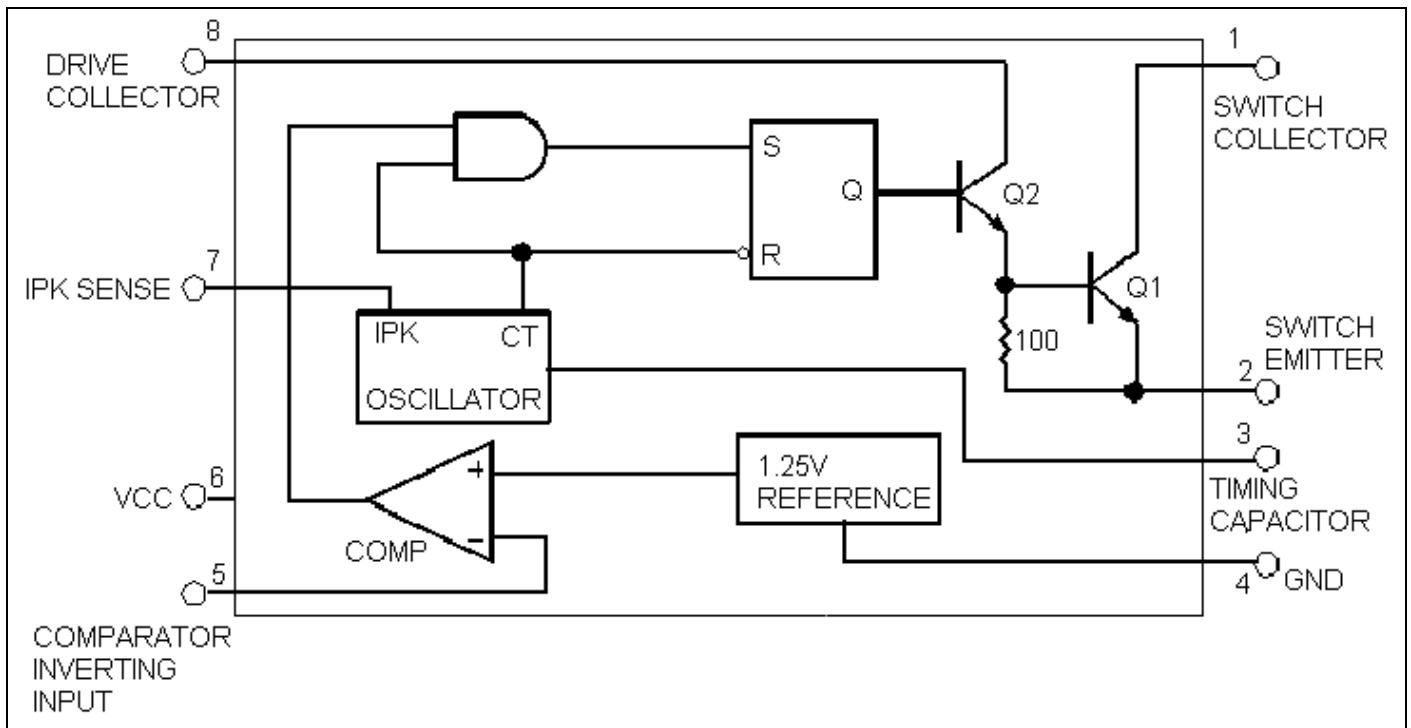 8
DRIVE
COLLECTOR
1
SWITCH
COLLECTOR
S
Q
R
Q2
7
IPK SENSE
Q1
IPK
CT
OSCILLATOR
100
SWITCH
EMITTER
2
3
TIMING
CAPACITOR
1.25V
REFERENCE
+
−
COMP
6
VCC
5
4
GND
COMPARATOR
INVERTING
INPUT